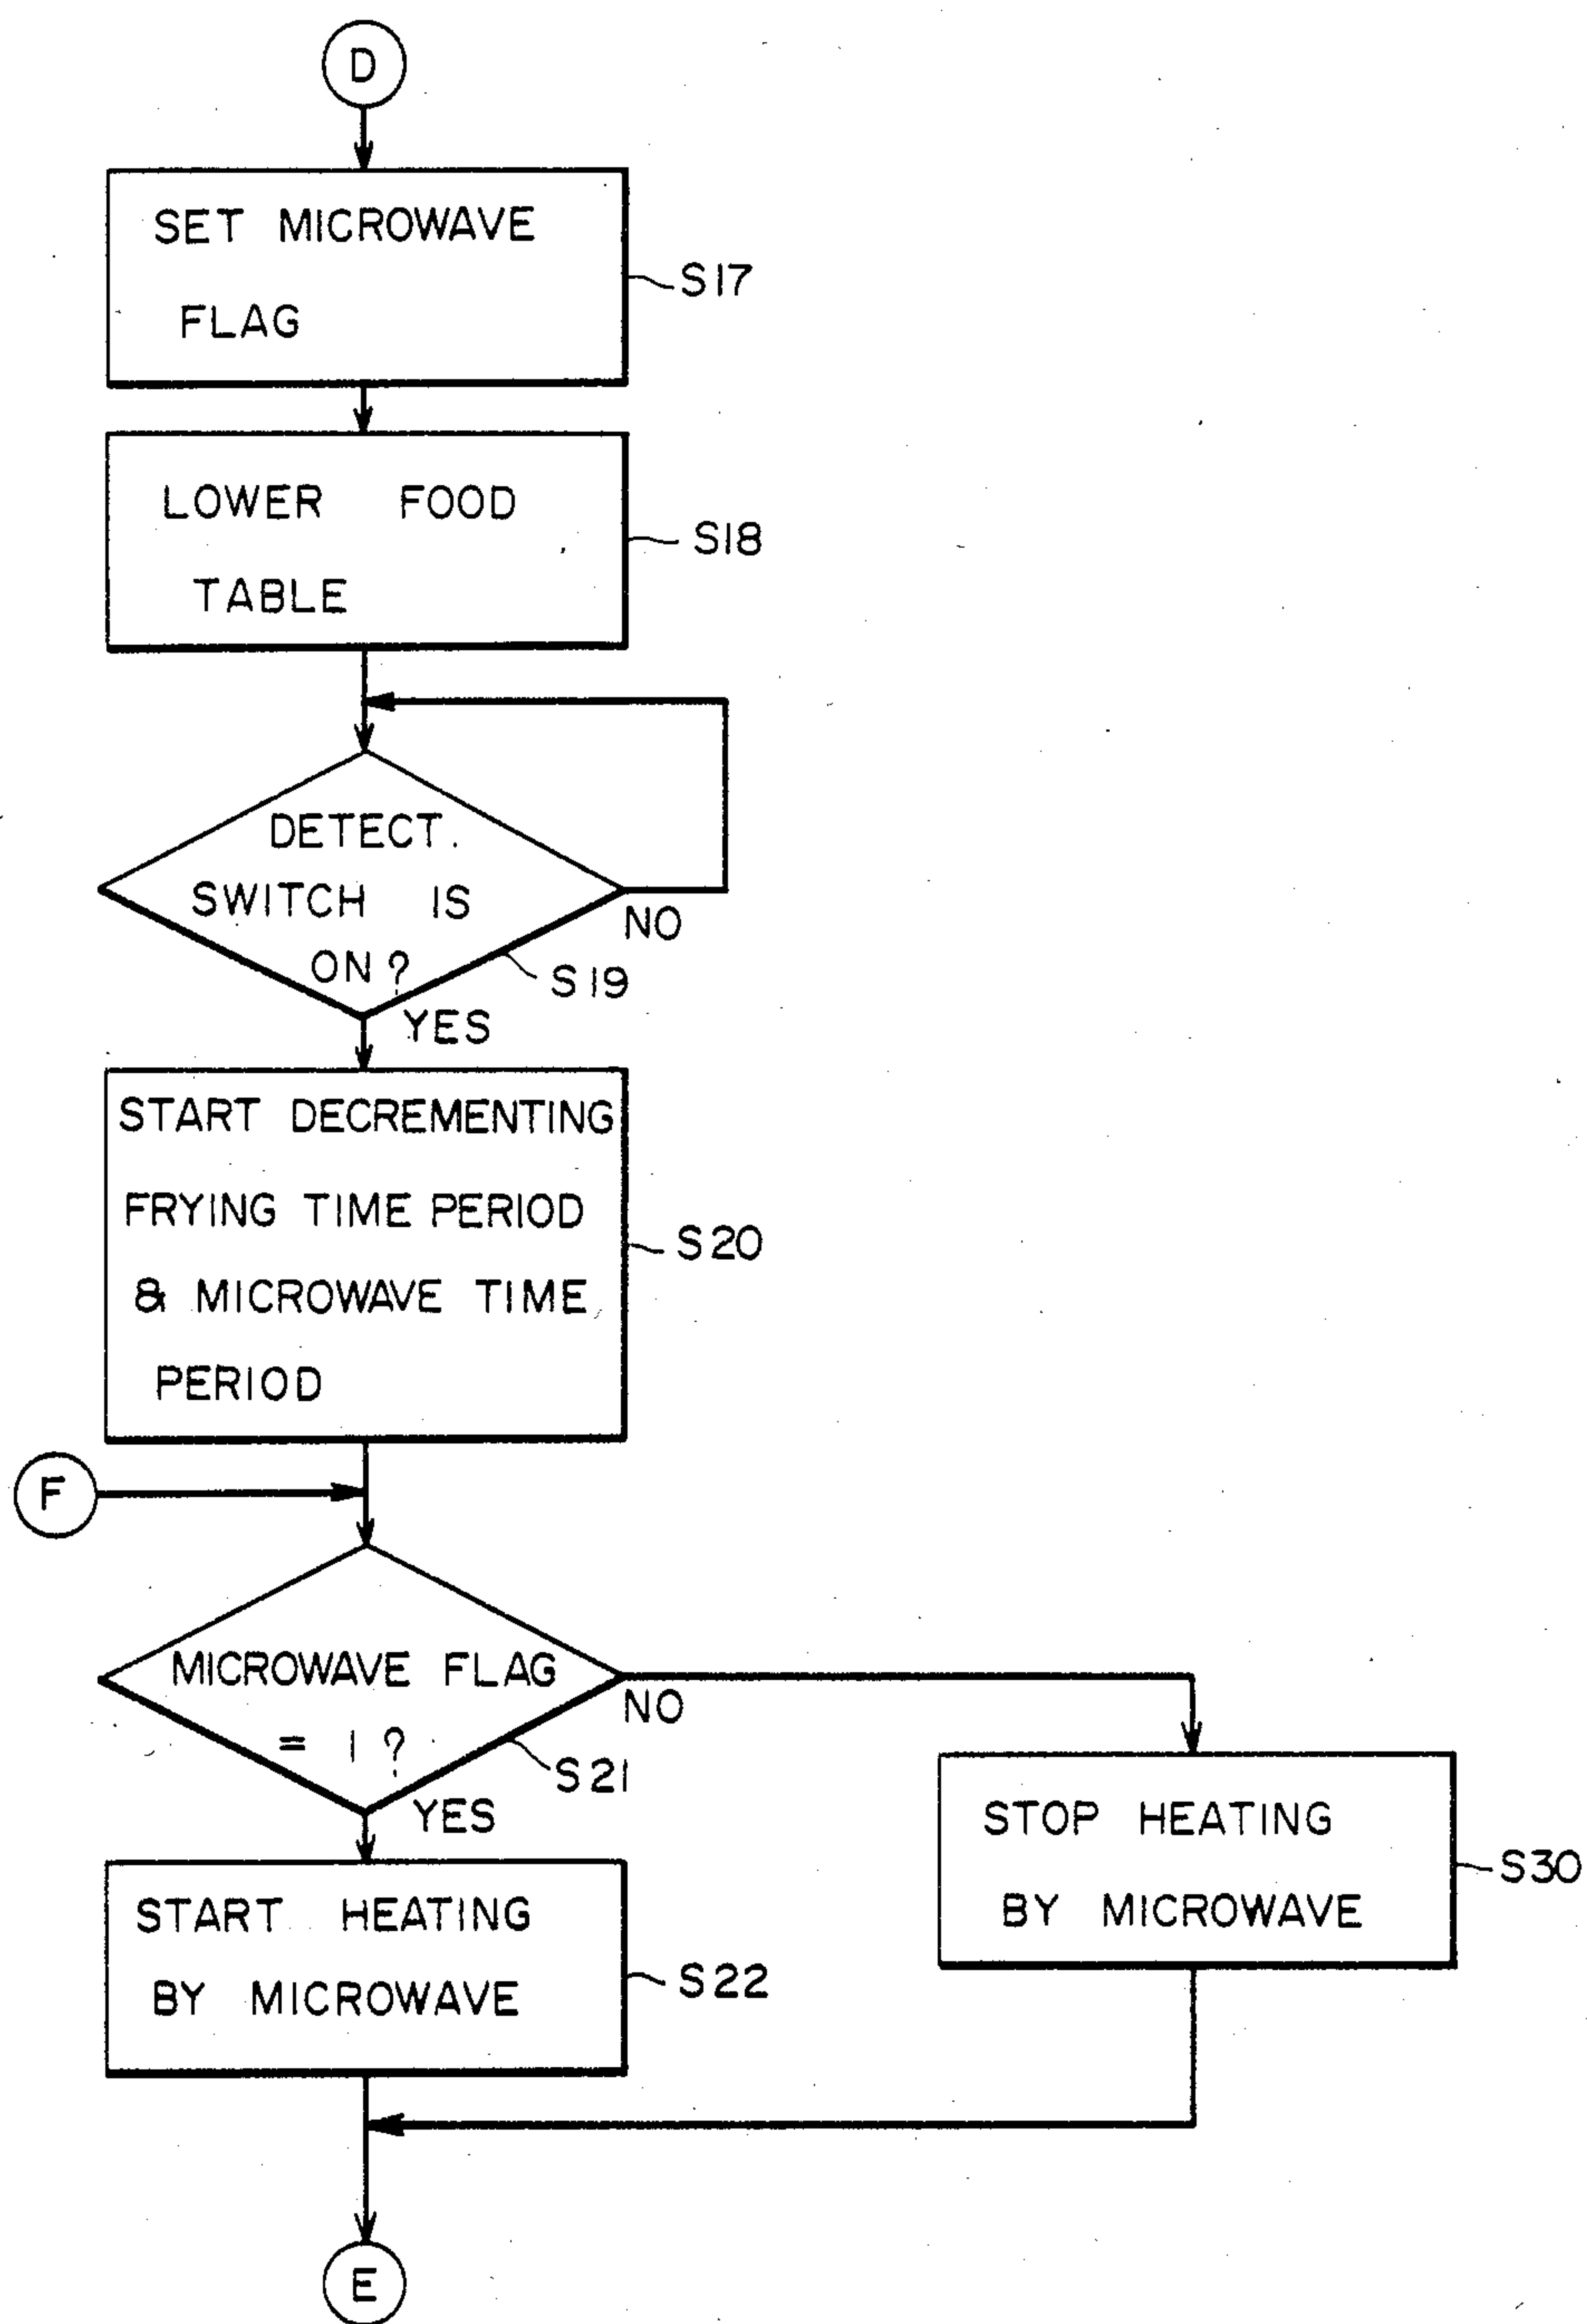 D
SET MICROWAVE
FLAG
S17
LOWER FOOD
TABLE
S18
DETECT.
SWITCH IS
ON?
NO
S19
YES
START DECREMENTING
FRYING TIME PERIOD
& MICROWAVE TIME
PERIOD
S20
F
MICROWAVE FLAG
= 1?
NO
S21
YES
STOP HEATING
BY MICROWAVE
S30
START HEATING
BY MICROWAVE
S22
E